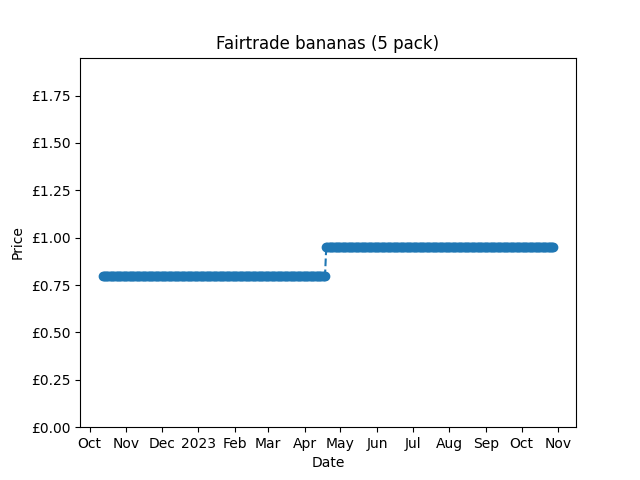 Fairtrade bananas (5 pack)
£1.75
£1.50
£1.25
£1.00
£0.75
£0.50
£0.25
£0.00
Price
Oct Nov Dec 2023 Feb Mar Apr May Jun Jul Aug Sep Oct Nov
Date